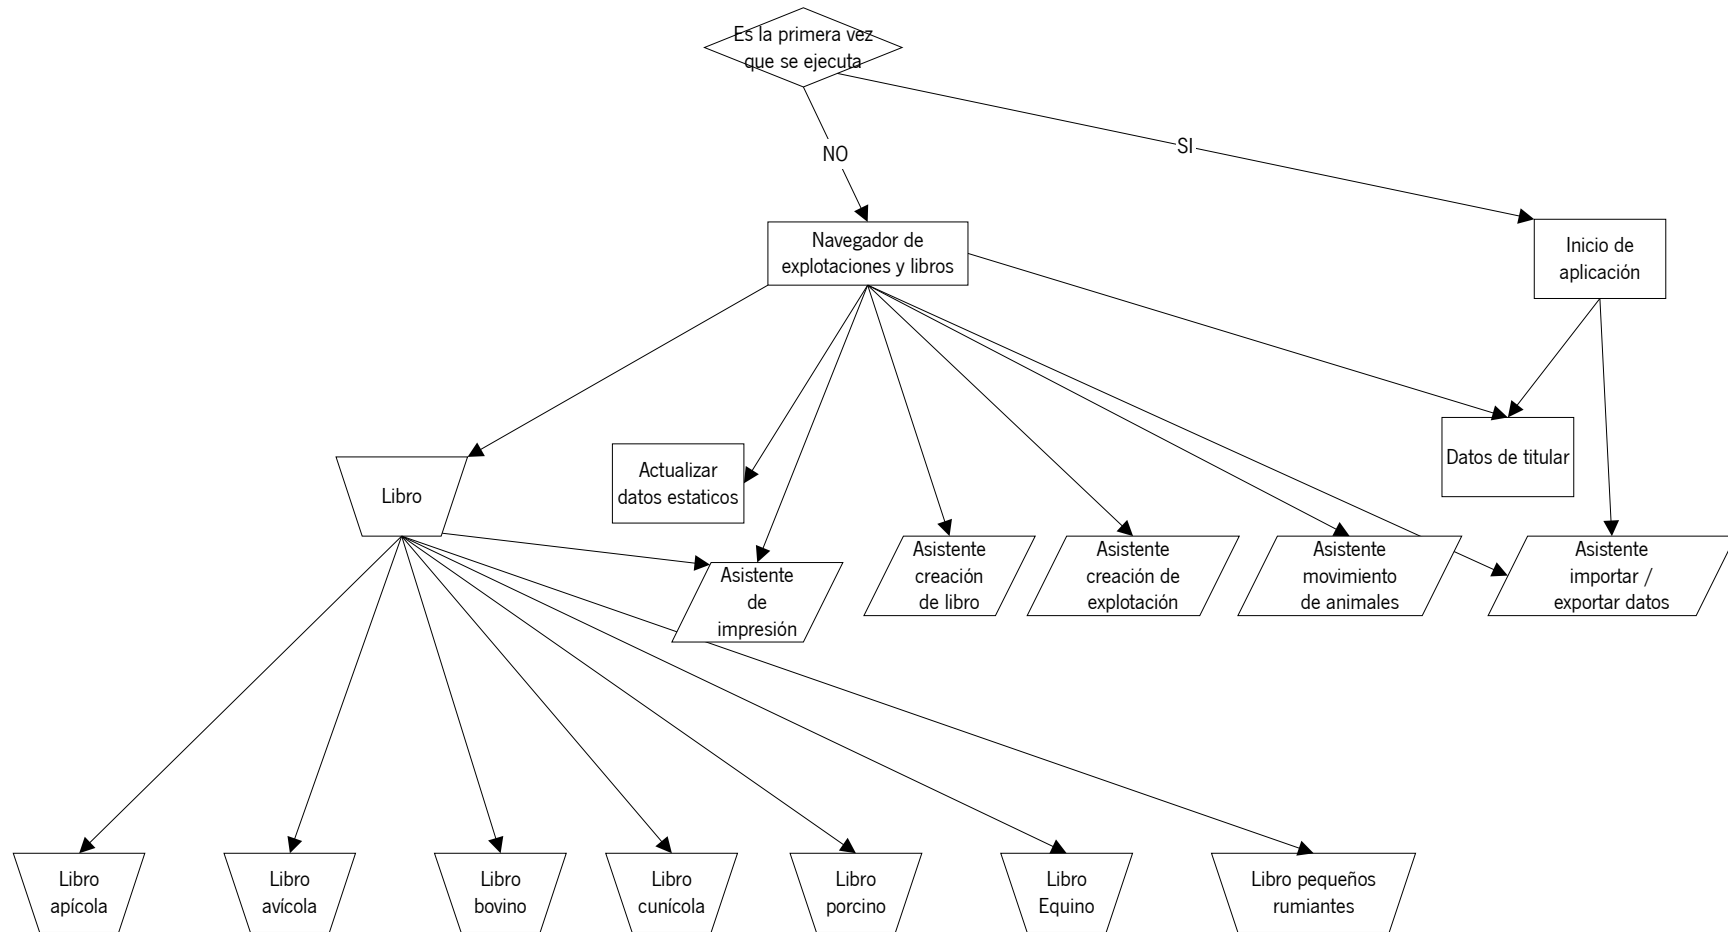 Es la primera vez
que se ejecuta
SI
NO
Navegador de
explotaciones y libros
Inicio de
aplicación
Datos de titular
Actualizar
datos estaticos
Libro
Asistente
de
impresión
Asistente
creación
de libro
Asistente
creación de
explotación
Asistente
movimiento
de animales
Asistente
importar /
exportar datos
Libro
apícola
Libro
avícola
Libro
bovino
Libro
cunícola
Libro
porcino
Libro
Equino
Libro pequeños
rumiantes